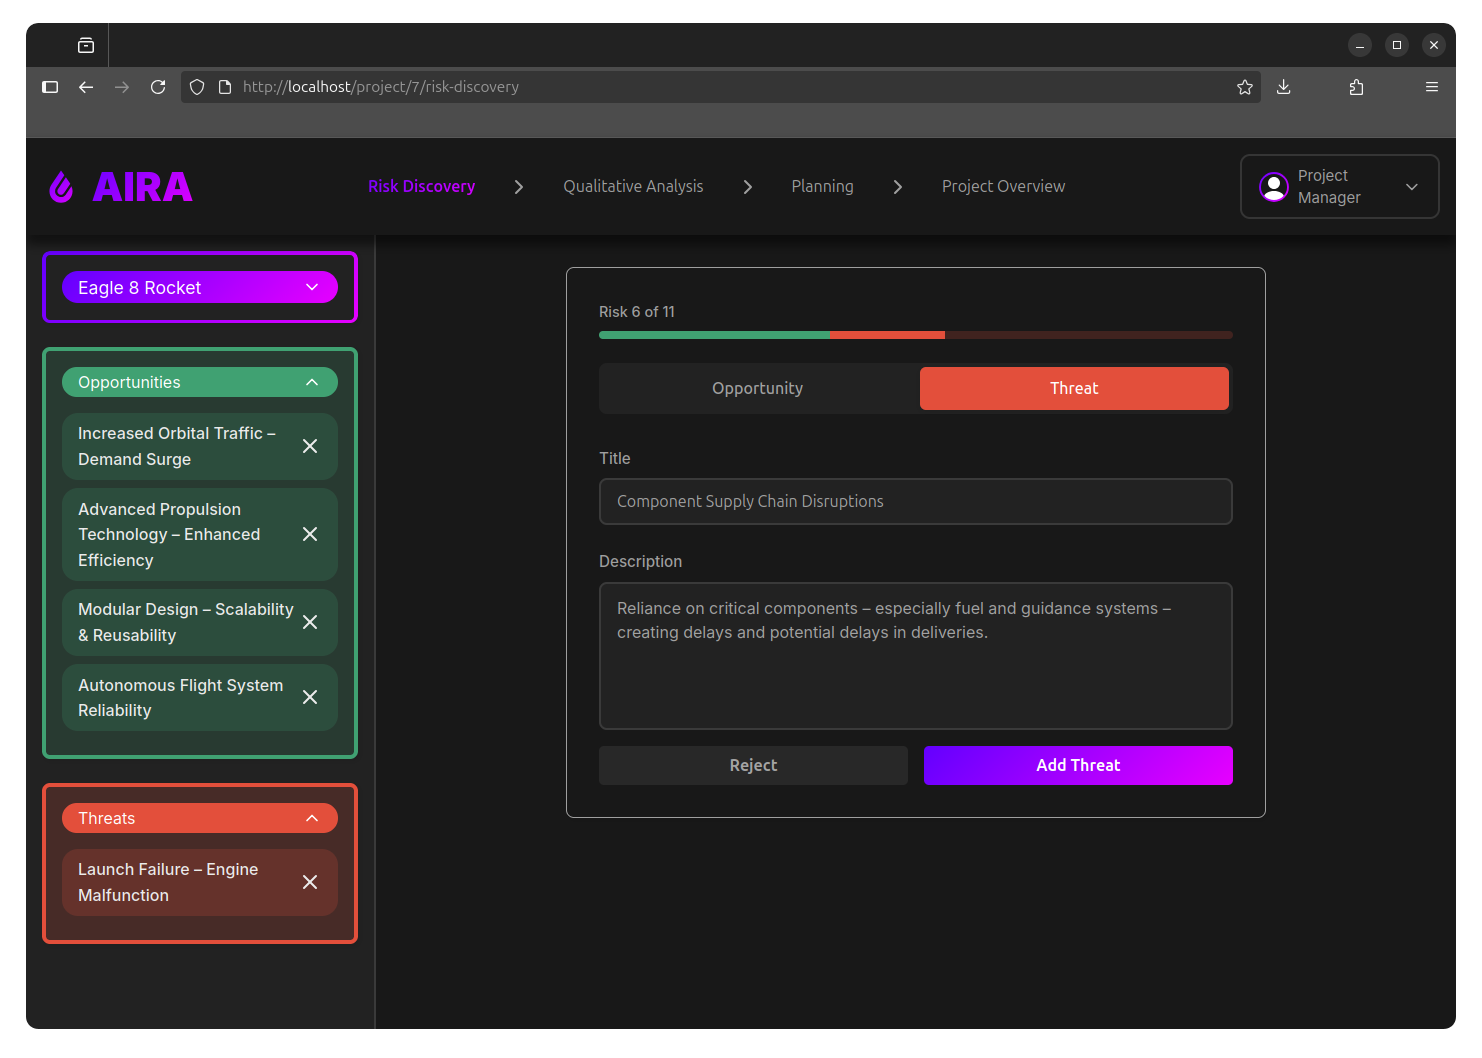 http://localhost/project/7/risk-discovery
AIRA
Risk Discovery
Qualitative Analysis
Planning
Project Overview
Project
Manager
Eagle 8 Rocket
Opportunities
Increased Orbital Traffic –
Demand Surge
Advanced Propulsion
Technology – Enhanced
Efficiency
Modular Design – Scalability
& Reusability
Autonomous Flight System
Reliability
Threats
Launch Failure – Engine
Malfunction
Risk 6 of 11
Opportunity
Threat
Title
Component Supply Chain Disruptions
Description
Reliance on critical components – especially fuel and guidance systems –
creating delays and potential delays in deliveries.
Reject
Add Threat